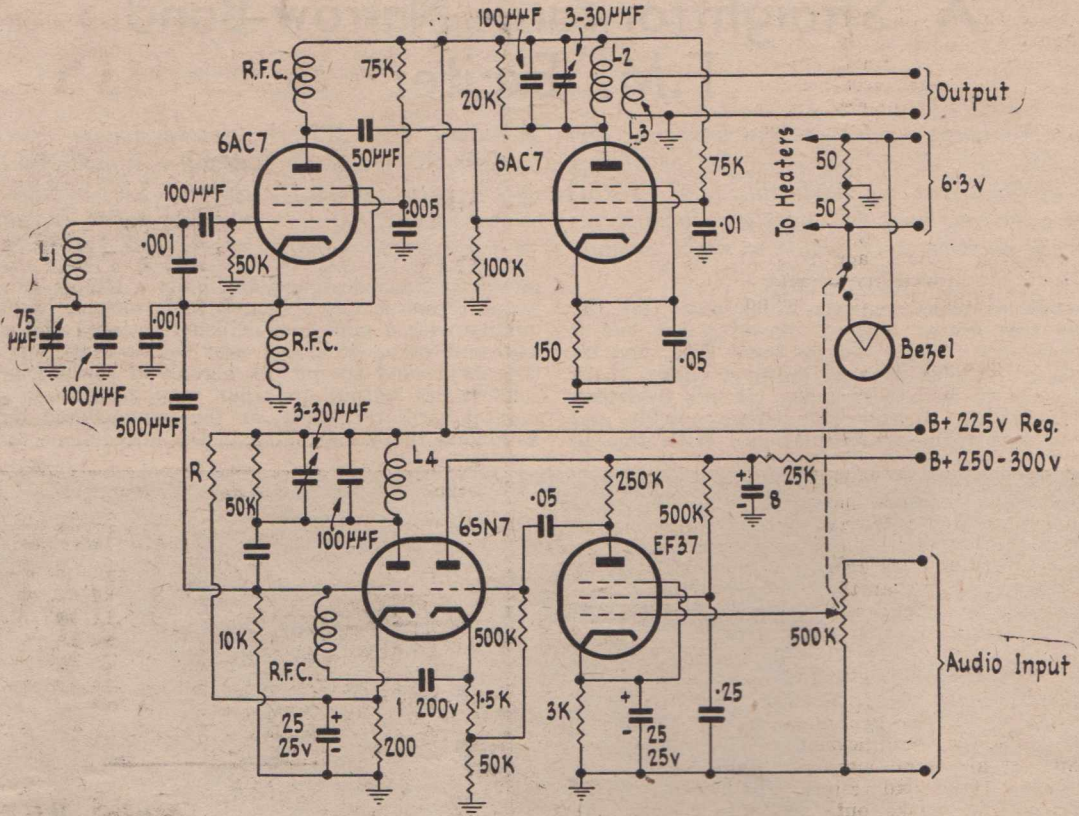 100µµF
3-30µµF
R.F.C.
75K
20K
L2
L3
Output
6AC7
50µµF
6AC7
75K
To Heaters
50
50
6·3v
100µµF
.005
.01
L1
.001
50K
100K
75
µµF
.001
R.F.C.
150
.05
Bezel
100µµF
500µµF
3-30µµF
B+ 225v Reg.
B+ 250-300v
R
L4
50K
100µµF
6SN7
.05
250K
500K
+
-
8
25K
EF37
10K
R.F.C.
500K
500K
Audio Input
1
200v
1·5K
3K
·25
25
25v
+
-
200
50K
+
-
25
25v